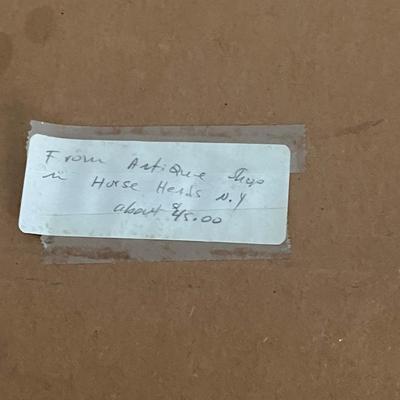 From Antique Shop
in Horse Heads N.Y
about $45.00